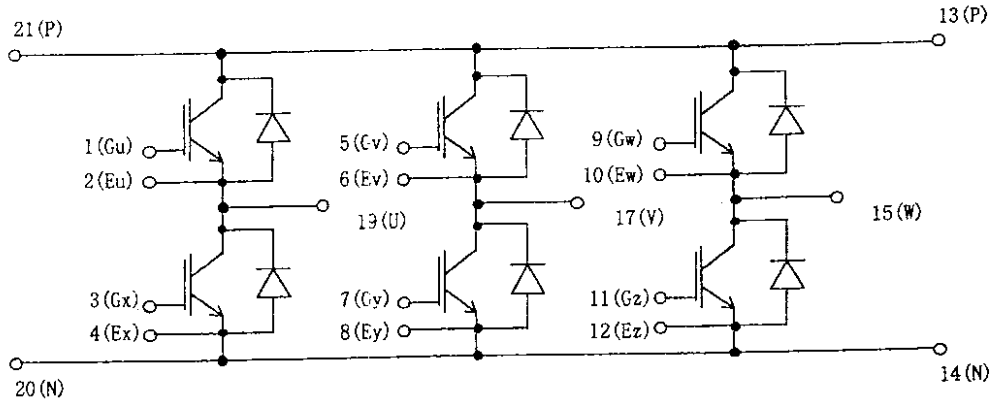 21(P)
13(P)
1(Gu)
2(Eu)
5(Gv)
6(Ev)
9(Gw)
10(Ew)
19(U)
17(V)
15(W)
3(Gx)
4(Ex)
7(Gy)
8(Ey)
11(Gz)
12(Ez)
20(N)
14(N)